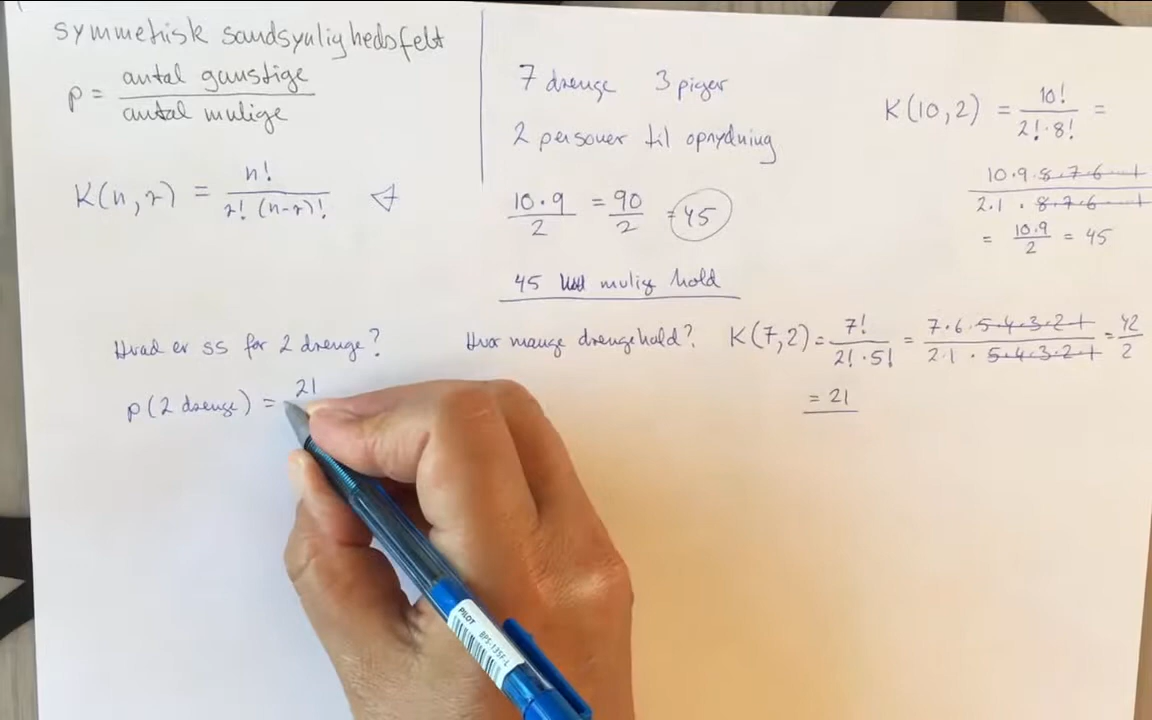 symmetrisk sandsynlighedsfelt
p = antal gunstige / antal mulige
K(n, r) = n! / r! (n-r)!
7 drenge 3 piger
2 personer til oprydning
10·9 / 2 = 90 / 2 = 45
45 mulig hold
K(10, 2) = 10! / 2!·8! =
10·9·8·7·6···1 / 2·1·8·7·6···1
= 10·9 / 2 = 45
Hvad er ss for 2 drenge?
p(2 drenge) = 21
Hvor mange drengehold? K(7, 2) = 7! / 2!·5! = 7·6·5·4·3·2·1 / 2·1·5·4·3·2·1 = 42 / 2
= 21
PILOT
BPS-135F-L